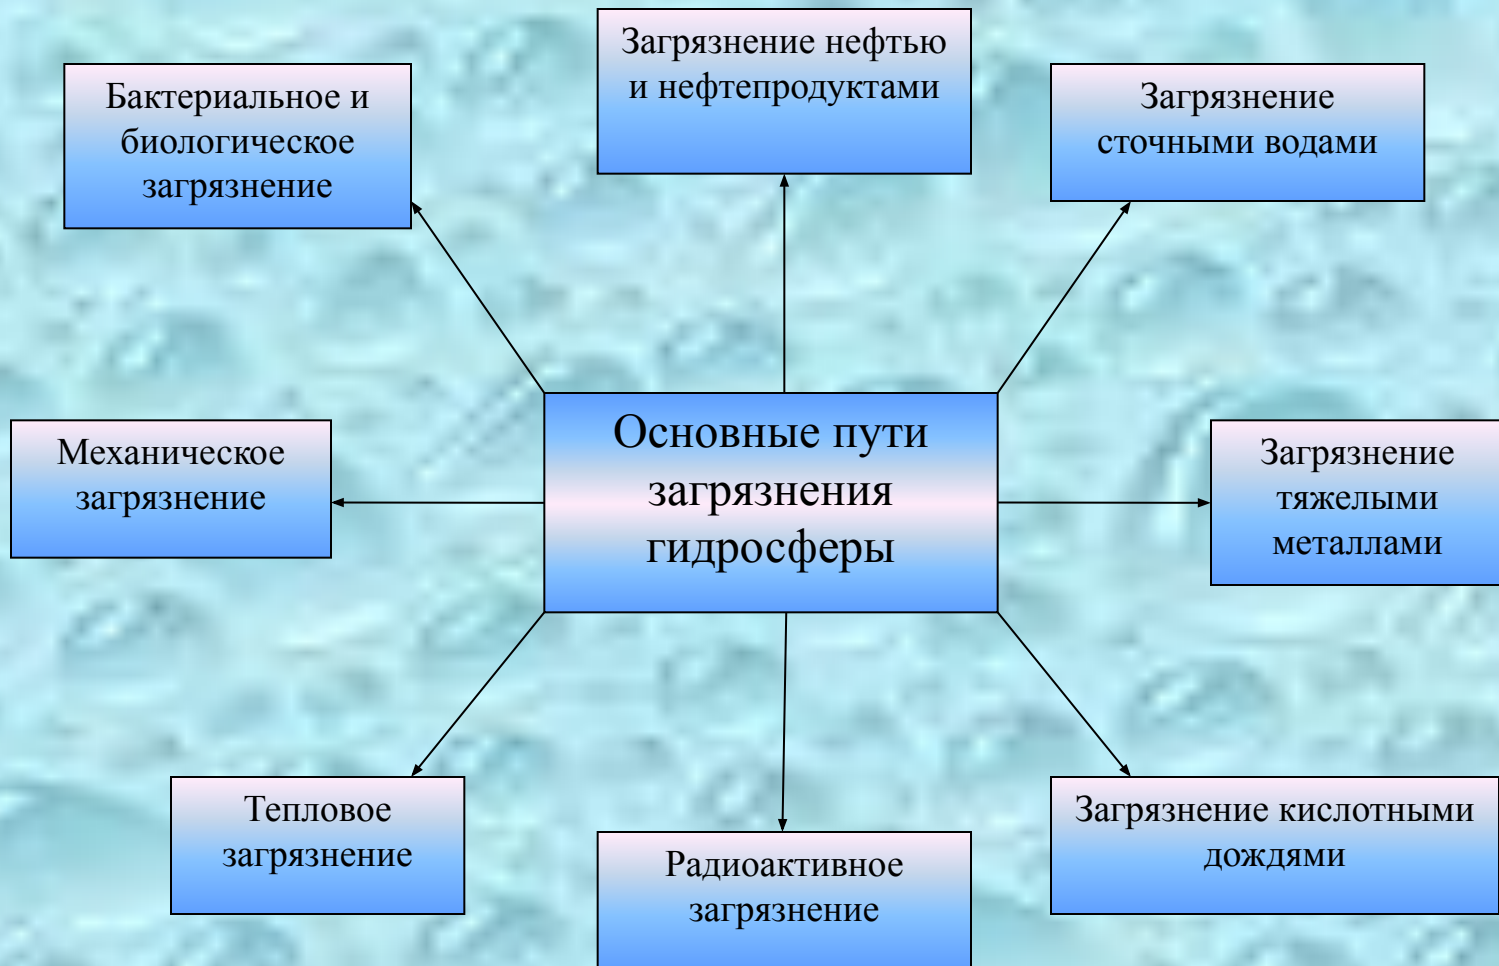 Загрязнение нефтью
и нефтепродуктами
Бактериальное и
биологическое
загрязнение
Загрязнение
сточными водами
Механическое
загрязнение
Основные пути
загрязнения
гидросферы
Загрязнение
тяжелыми
металлами
Тепловое
загрязнение
Радиоактивное
загрязнение
Загрязнение кислотными
дождями